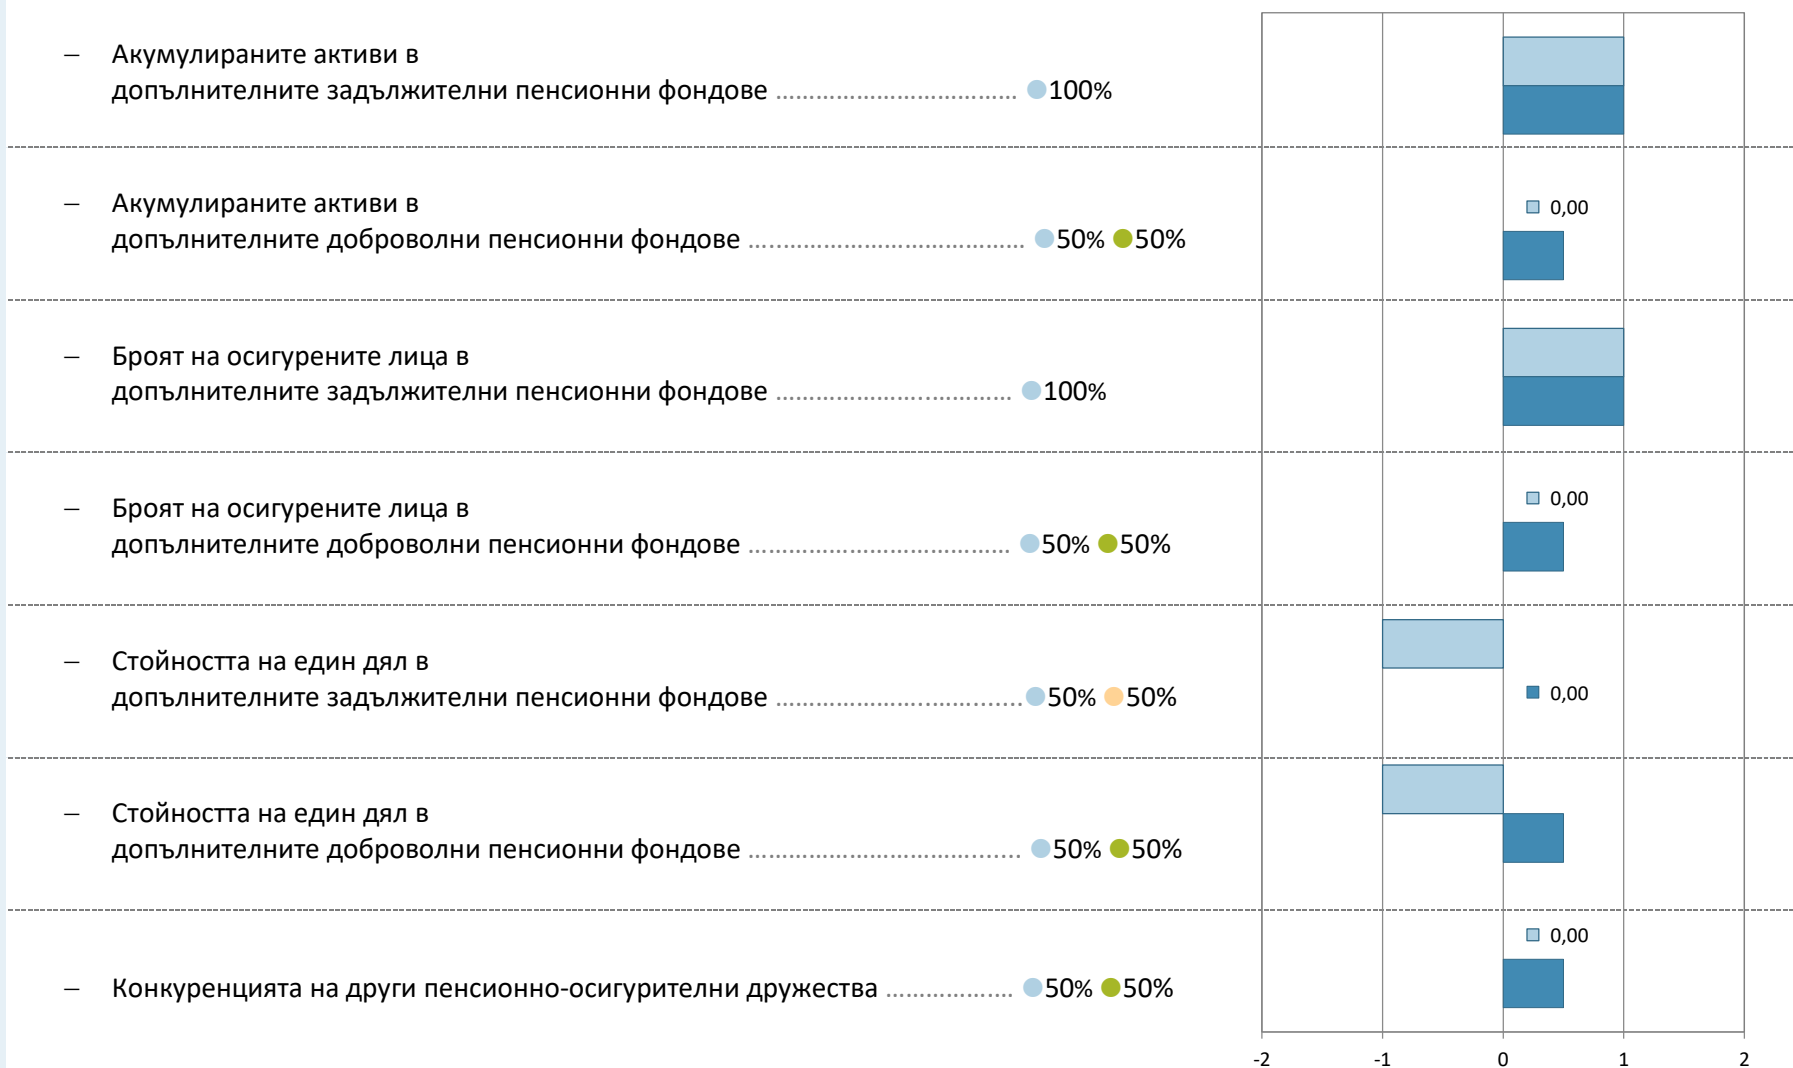 – Акумулираните активи в
допълнителните задължителни пенсионни фондове .................................... 100%
– Акумулираните активи в
0,00
допълнителните доброволни пенсионни фондове ......................................... 50% 50%
– Броят на осигурените лица в
допълнителните задължителни пенсионни фондове ................................... 100%
– Броят на осигурените лица в
0,00
допълнителните доброволни пенсионни фондове ....................................... 50% 50%
– Стойността на един дял в
допълнителните задължителни пенсионни фондове ..................................... 50% 50%
0,00
– Стойността на един дял в
допълнителните доброволни пенсионни фондове ......................................... 50% 50%
0,00
– Конкуренцията на други пенсионно-осигурителни дружества ................... 50% 50%
-2 -1 0 1 2